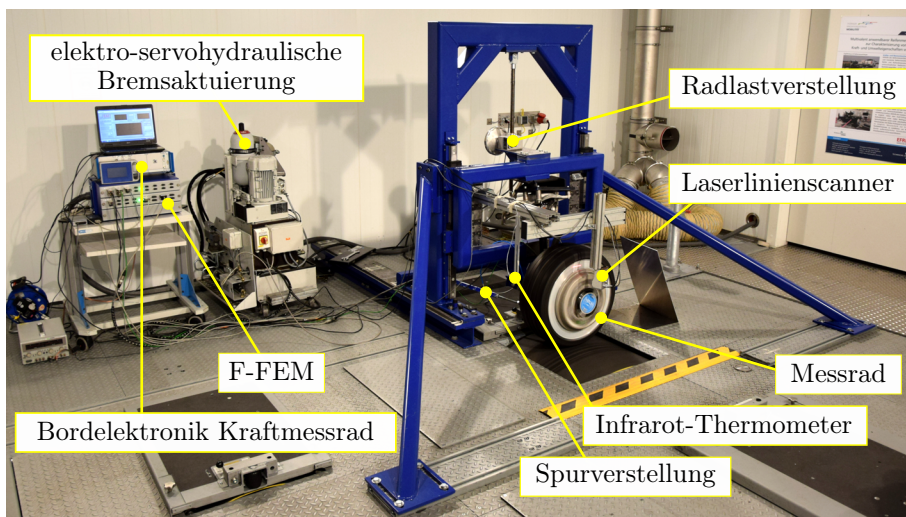 elektro-servohydraulische
Bremsaktuierung
Radlastverstellung
Laserlinienscanner
F-FEM
Messrad
Bordelektronik Kraftmessrad
Infrarot-Thermometer
Spurverstellung